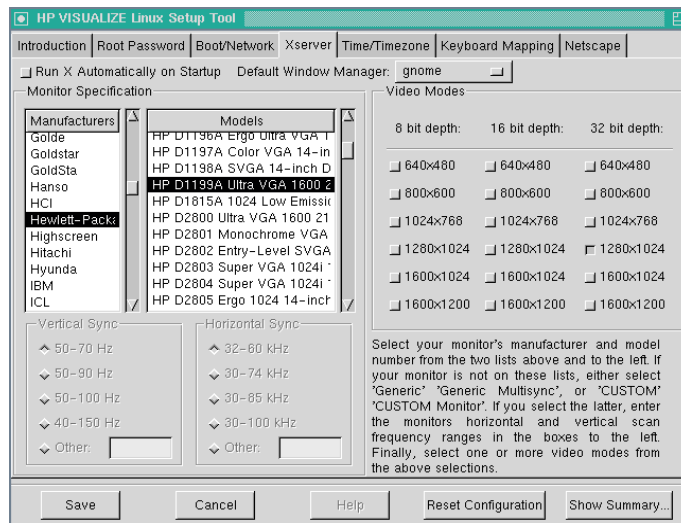 HP VISUALIZE Linux Setup Tool
Introduction Root Password Boot/Network Xserver Time/Timezone Keyboard Mapping Netscape
Run X Automatically on Startup Default Window Manager: gnome
Monitor Specification
Manufacturers
Golde
Goldstar
GoldSta
Hanso
HCI
Hewlett-Packa
Highscreen
Hitachi
Hyunda
IBM
ICL
Models
HP D1196A Ergo Ultra VGA 1
HP D1197A Color VGA 14-in
HP D1198A SVGA 14-inch D
HP D1199A Ultra VGA 1600 2
HP D1815A 1024 Low Emissic
HP D2800 Ultra VGA 1600 21
HP D2801 Monochrome VGA
HP D2802 Entry-Level SVGA
HP D2803 Super VGA 1024i
HP D2804 Super VGA 1024i
HP D2805 Ergo 1024 14-inch
Vertical Sync
50-70 Hz
50-90 Hz
50-100 Hz
40-150 Hz
Other:
Horizontal Sync
32-60 kHz
30-74 kHz
30-85 kHz
30-100 kHz
Other:
Video Modes
8 bit depth: 16 bit depth: 32 bit depth:
640x480 640x480 640x480
800x600 800x600 800x600
1024x768 1024x768 1024x768
1280x1024 1280x1024 1280x1024
1600x1024 1600x1024 1600x1024
1600x1200 1600x1200 1600x1200
Select your monitor's manufacturer and model
number from the two lists above and to the left. If
your monitor is not on these lists, either select
'Generic' 'Generic Multisync', or 'CUSTOM'
'CUSTOM Monitor'. If you select the latter, enter
the monitors horizontal and vertical scan
frequency ranges in the boxes to the left.
Finally, select one or more video modes from
the above selections.
Save Cancel Help Reset Configuration Show Summary...